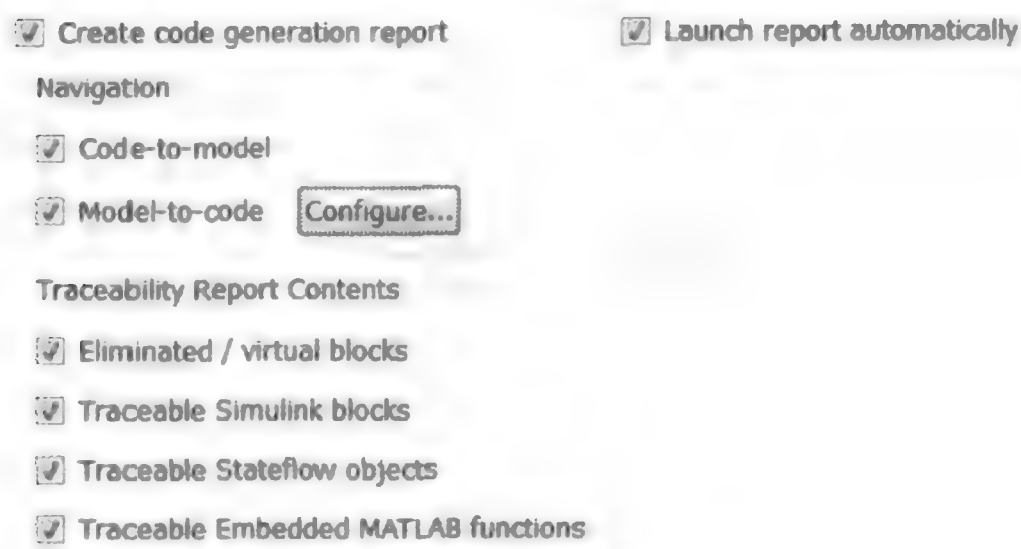 Create code generation report
Launch report automatically
Navigation
Code-to-model
Model-to-code
Configure...
Traceability Report Contents
Eliminated / virtual blocks
Traceable Simulink blocks
Traceable Stateflow objects
Traceable Embedded MATLAB functions